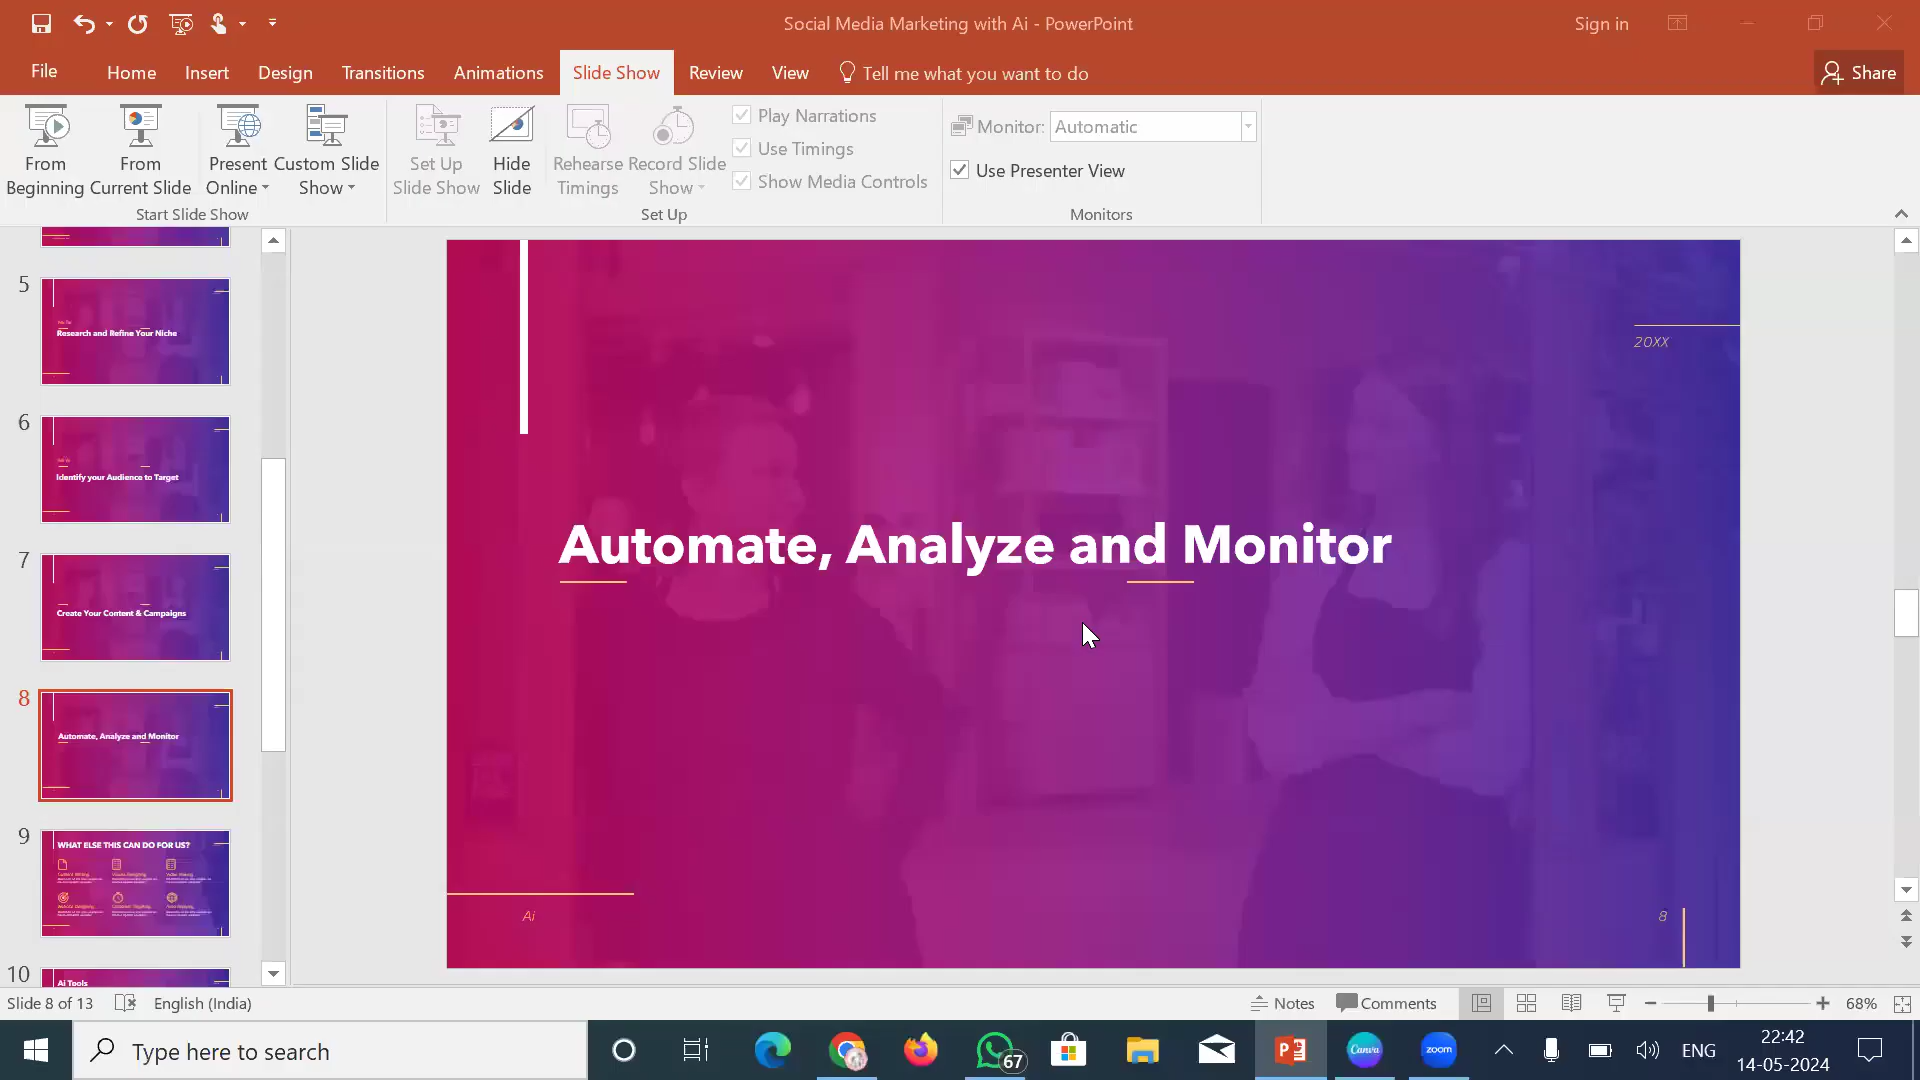 Social Media Marketing with Ai - PowerPoint
Sign in
File
Home
Insert
Design
Transitions
Animations
Slide Show
Review
View
Tell me what you want to do
Share
From Beginning
From Current Slide
Present Online
Custom Slide Show
Set Up Slide Show
Hide Slide
Rehearse Timings
Record Slide Show
Play Narrations
Use Timings
Show Media Controls
Monitor: Automatic
Use Presenter View
Start Slide Show
Set Up
Monitors
5
Research and Refine Your Niche
6
Identify your Audience to Target
7
Create Your Content & Campaigns
8
Automate, Analyze and Monitor
9
WHAT ELSE THIS CAN DO FOR US?
10
Ai Tools
20XX
Automate, Analyze and Monitor
Ai
8
Slide 8 of 13
English (India)
Notes
Comments
68%
Type here to search
67
Canva
zoom
ENG
22:42
14-05-2024